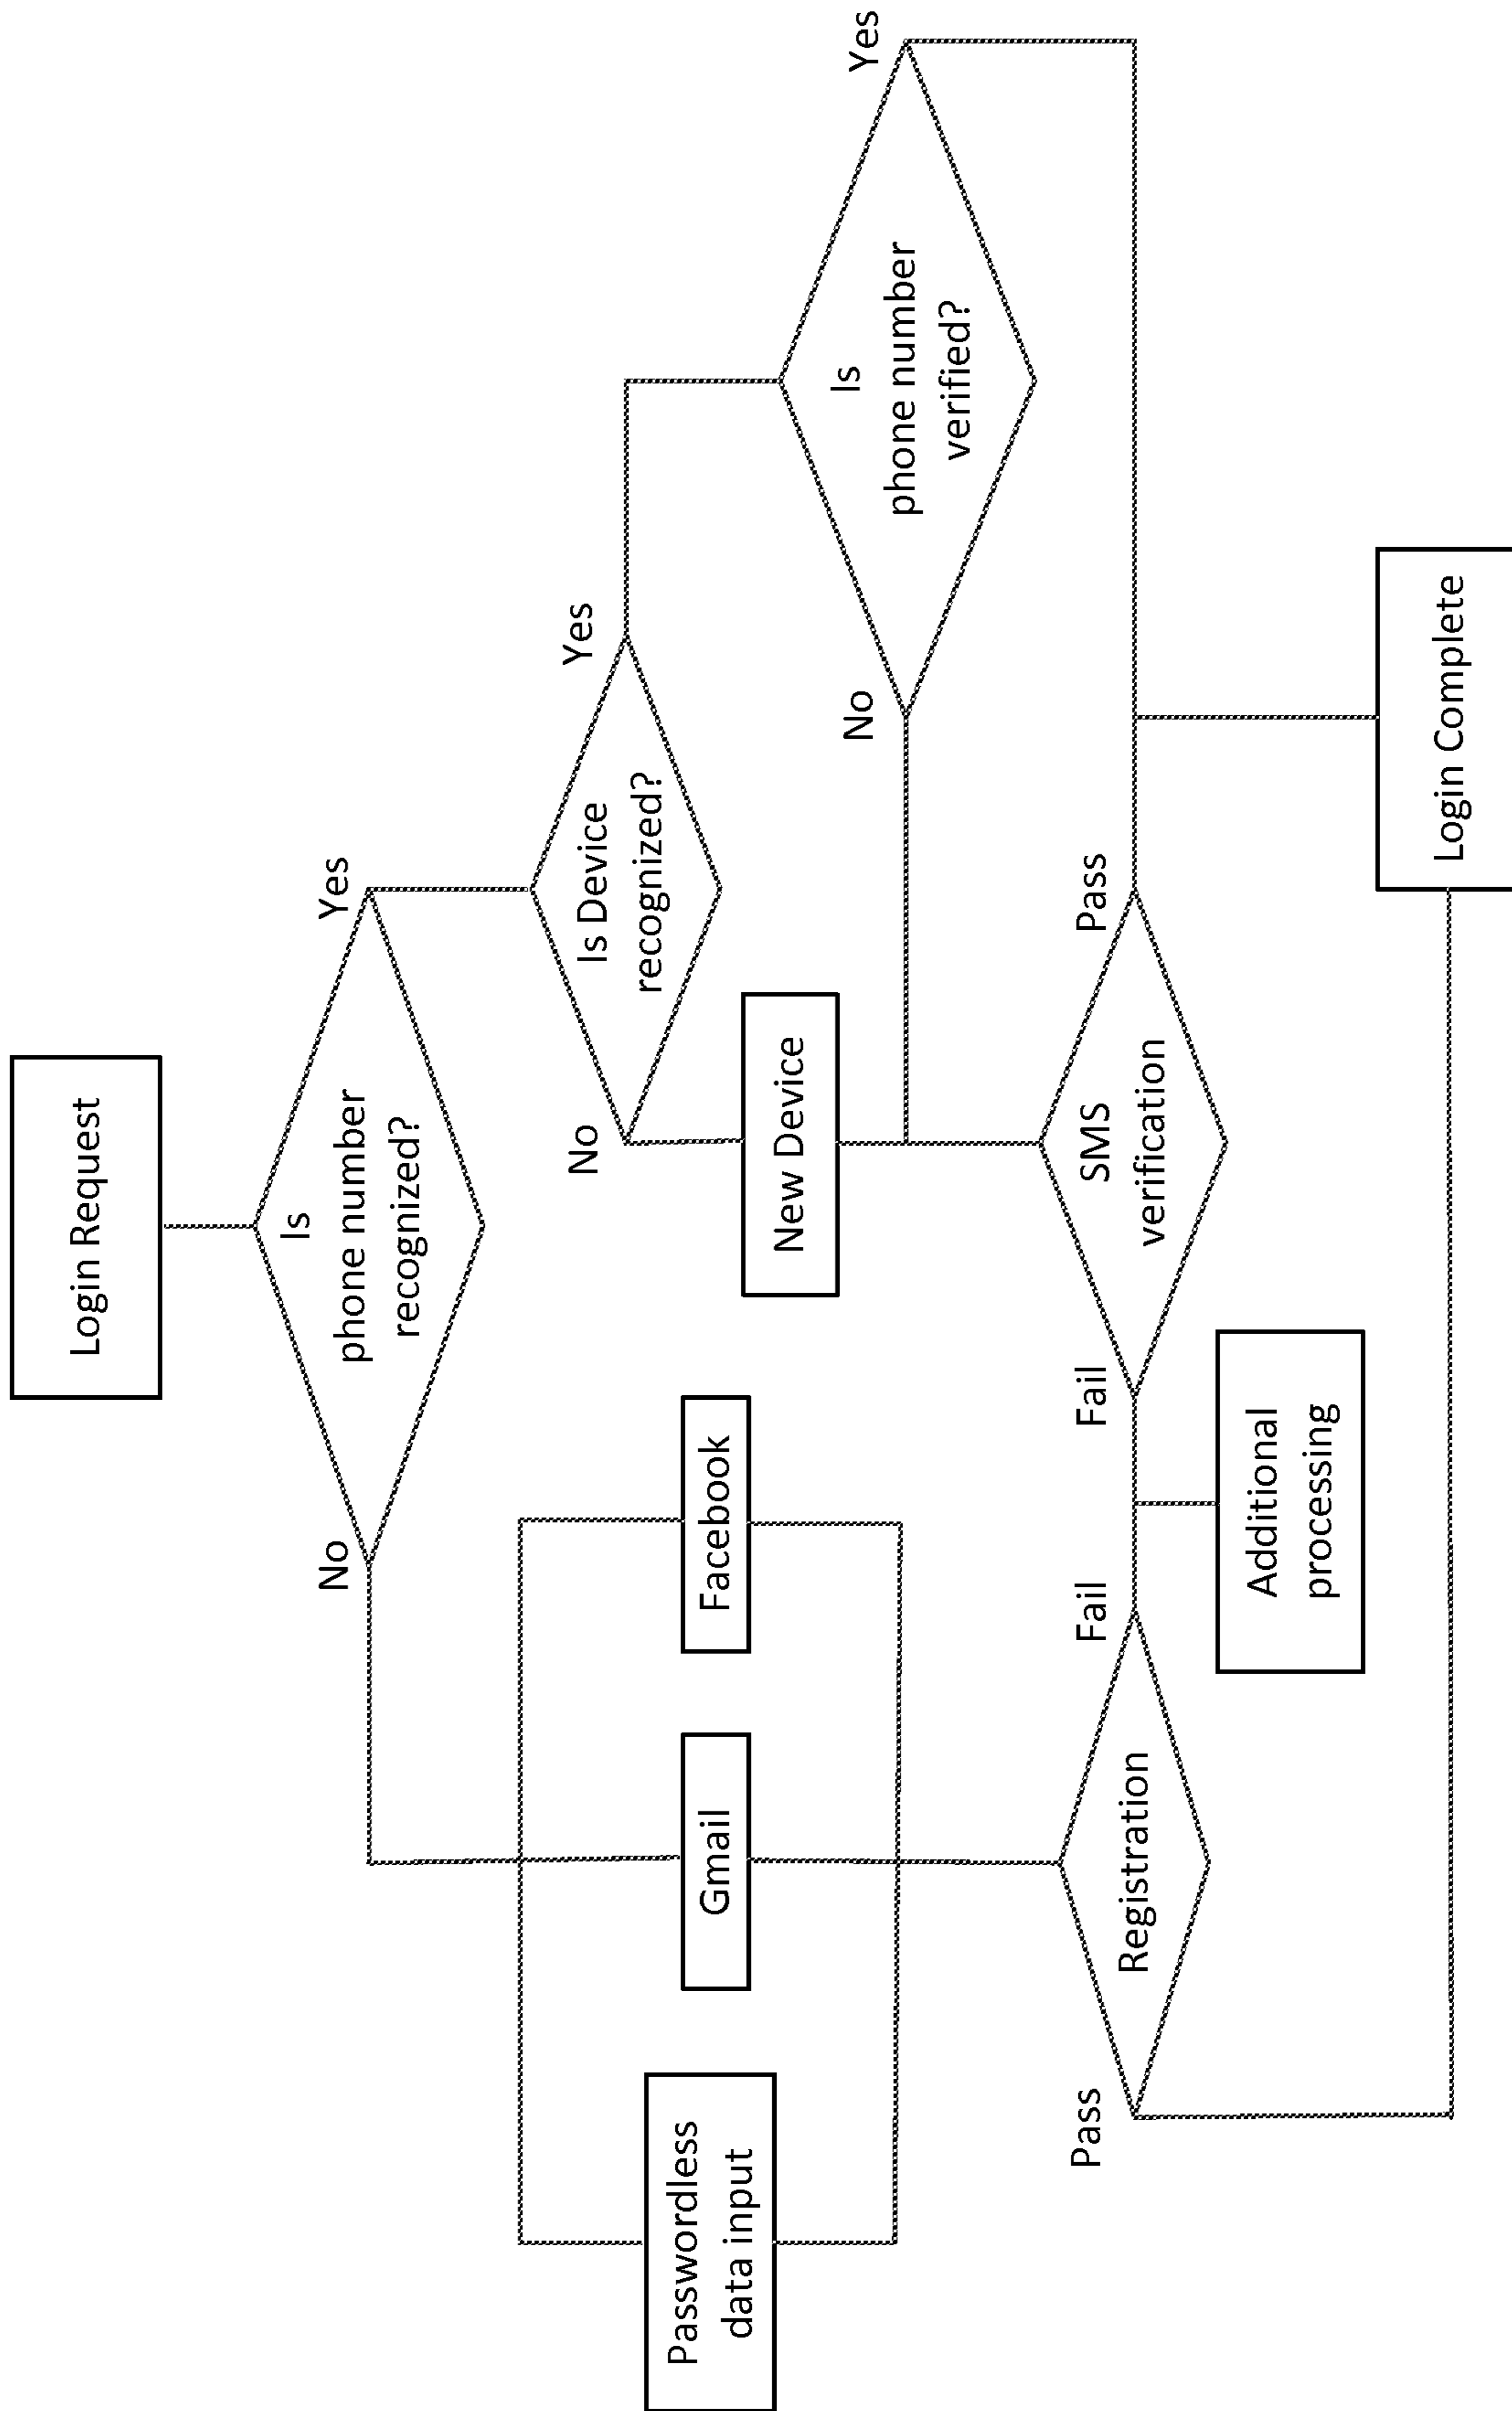 Login Request
Is
phone number
recognized?
No
Yes
Is Device
recognized?
No
Yes
Passwordless
data input
Gmail
Facebook
New Device
Is
phone number
verified?
No
Yes
Registration
Pass
Fail
SMS
verification
Fail
Pass
Additional
processing
Login Complete